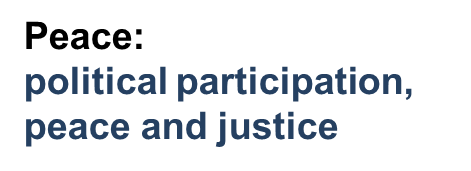 Peace:
political participation,
peace and justice